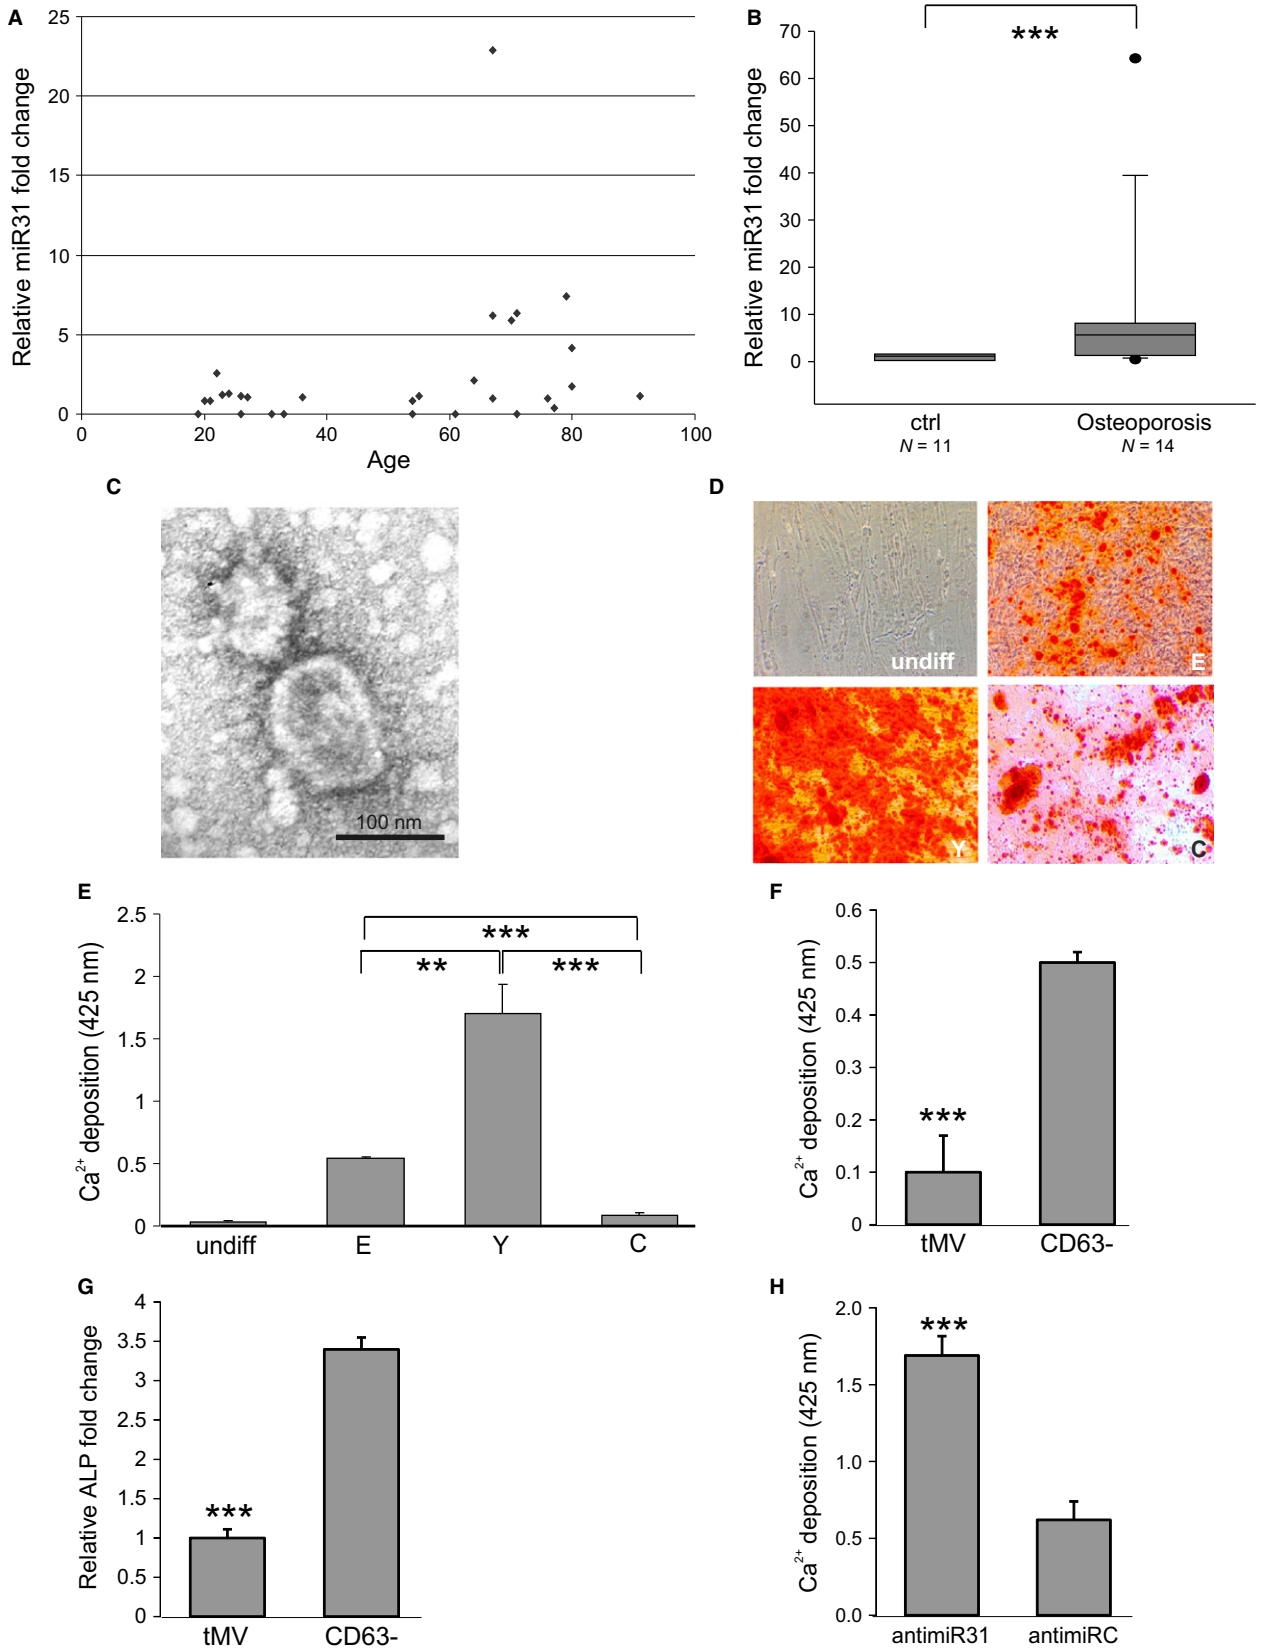 A
Relative miR31 fold change
25
20
15
10
5
0
0 20 40 60 80 100
Age
B
Relative miR31 fold change
70
60
50
40
30
20
10
0
***
ctrl Osteoporosis
N = 11 N = 14
C
100 nm
D
undiff
E
Y
C
E
Ca2+ deposition (425 nm)
2.5
2
1.5
1
0.5
0
***
** ***
undiff E Y C
F
Ca2+ deposition (425 nm)
0.6
0.5
0.4
0.3
0.2
0.1
0
***
tMV CD63-
G
Relative ALP fold change
4
3.5
3
2.5
2
1.5
1
0.5
0
***
tMV CD63-
H
Ca2+ deposition (425 nm)
2.0
1.5
1.0
0.5
0.0
***
antimiR31 antimiRC